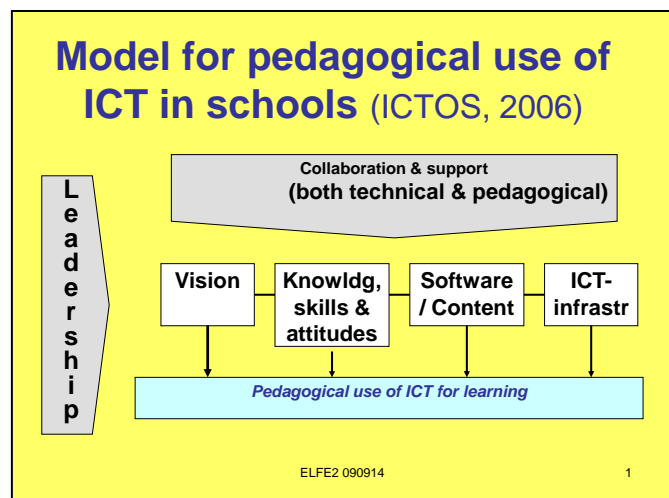 Model for pedagogical use of
ICT in schools (ICTOS, 2006)
Leadership
Collaboration & support
(both technical & pedagogical)
Vision
Knowldg,
skills &
attitudes
Software
/ Content
ICT-
infrastr
Pedagogical use of ICT for learning
ELFE2 090914
1